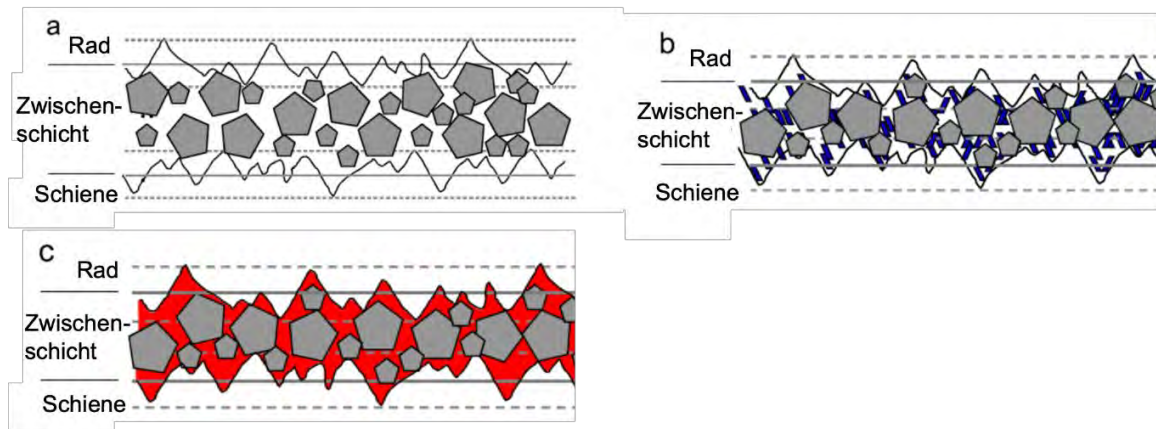 a
Rad
Zwischen-
schicht
Schiene
b
Rad
Zwischen-
schicht
Schiene
c
Rad
Zwischen-
schicht
Schiene